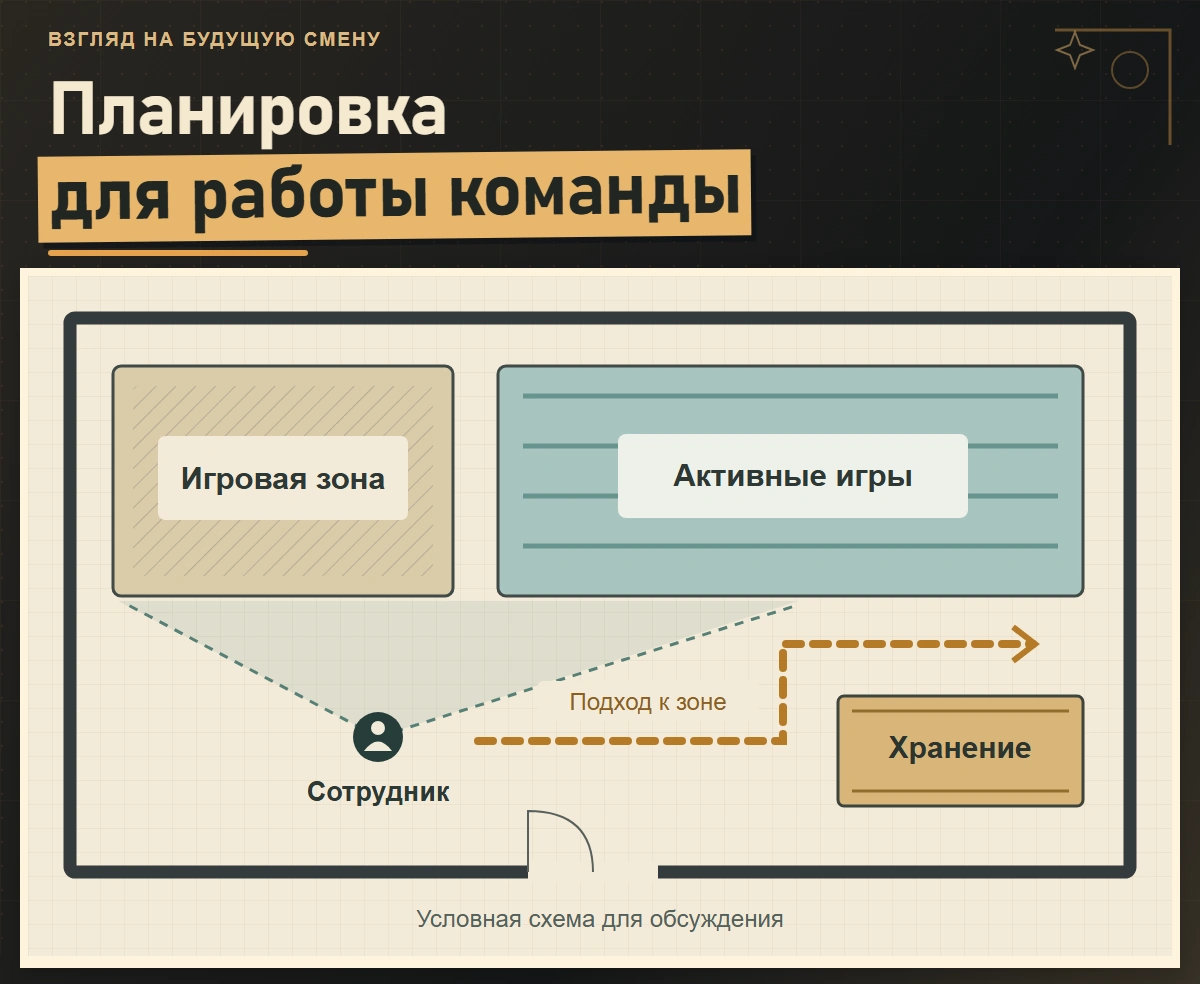 ВЗГЛЯД НА БУДУЩУЮ СМЕНУ
Планировка
для работы команды
Игровая зона
Активные игры
Подход к зоне
Хранение
Сотрудник
Условная схема для обсуждения